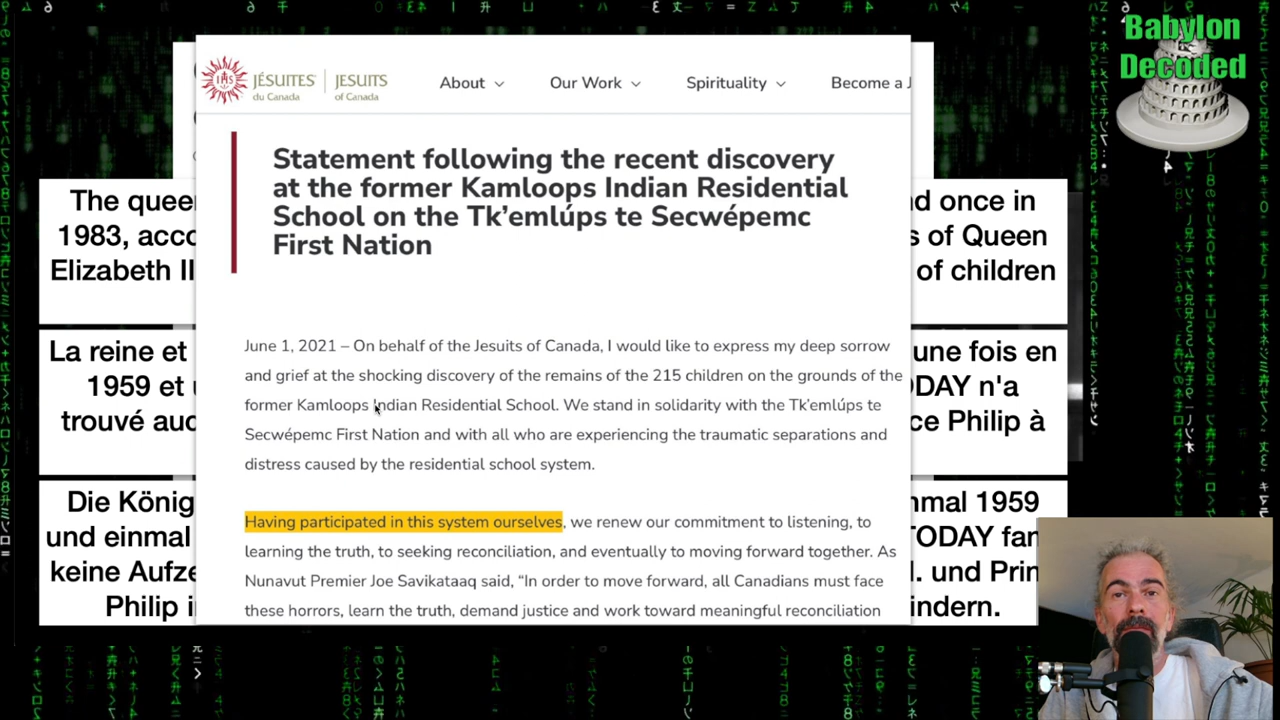 Babylon
Decoded
JÉSUITES
du Canada
JESUITS
of Canada
About
Our Work
Spirituality
Become a J
Statement following the recent discovery
at the former Kamloops Indian Residential
School on the Tk’emlúps te Secwépemc
First Nation
June 1, 2021 – On behalf of the Jesuits of Canada, I would like to express my deep sorrow
and grief at the shocking discovery of the remains of the 215 children on the grounds of the
former Kamloops Indian Residential School. We stand in solidarity with the Tk’emlúps te
Secwépemc First Nation and with all who are experiencing the traumatic separations and
distress caused by the residential school system.
Having participated in this system ourselves, we renew our commitment to listening, to
learning the truth, to seeking reconciliation, and eventually to moving forward together. As
Nunavut Premier Joe Savikataaq said, “In order to move forward, all Canadians must face
these horrors, learn the truth, demand justice and work toward meaningful reconciliation
The quee
nd once in
1983, acco
s of Queen
Elizabeth II
of children
La reine et
une fois en
1959 et u
ODAY n'a
trouvé auc
ce Philip à
Die König
nmal 1959
und einmal
TODAY fan
keine Aufze
I. und Prin
Philip i
indern.